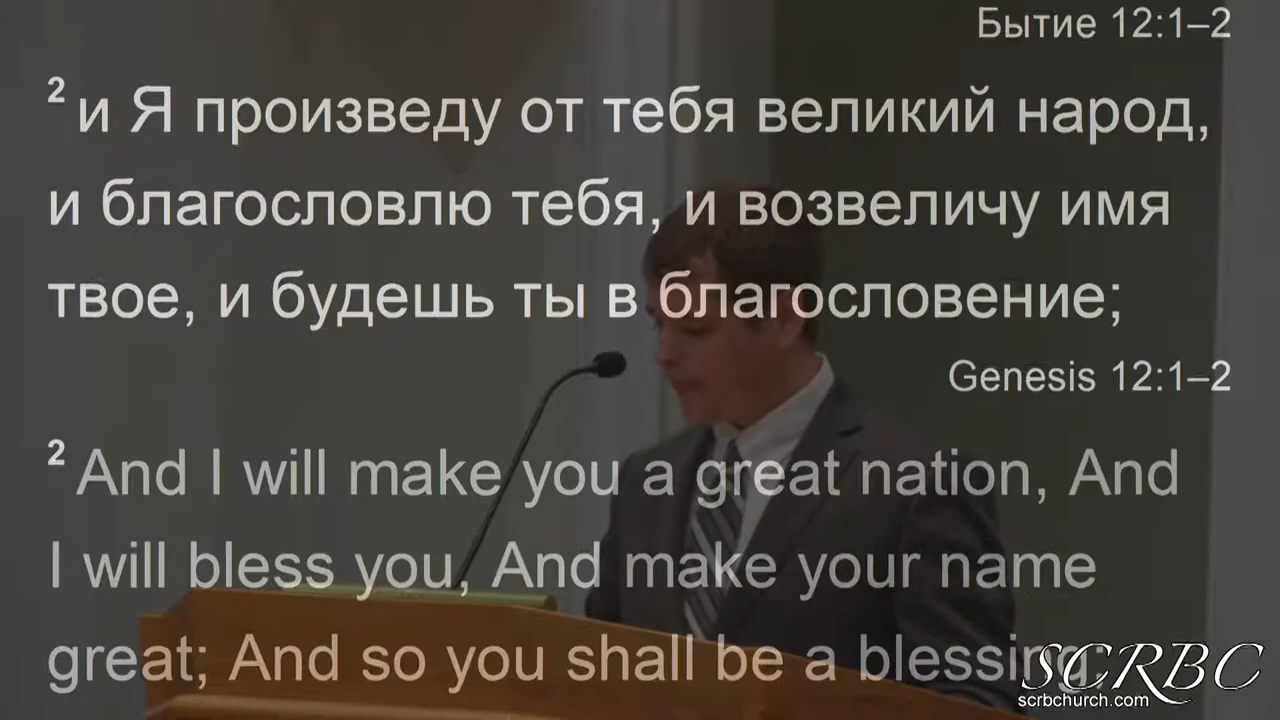 Бытие 12:1–2
2 и Я произведу от тебя великий народ,
и благословлю тебя, и возвеличу имя
твое, и будешь ты в благословение;
Genesis 12:1–2
2 And I will make you a great nation, And
I will bless you, And make your name
great; And so you shall be a blessing;
SCRBC
scrbchurch.com